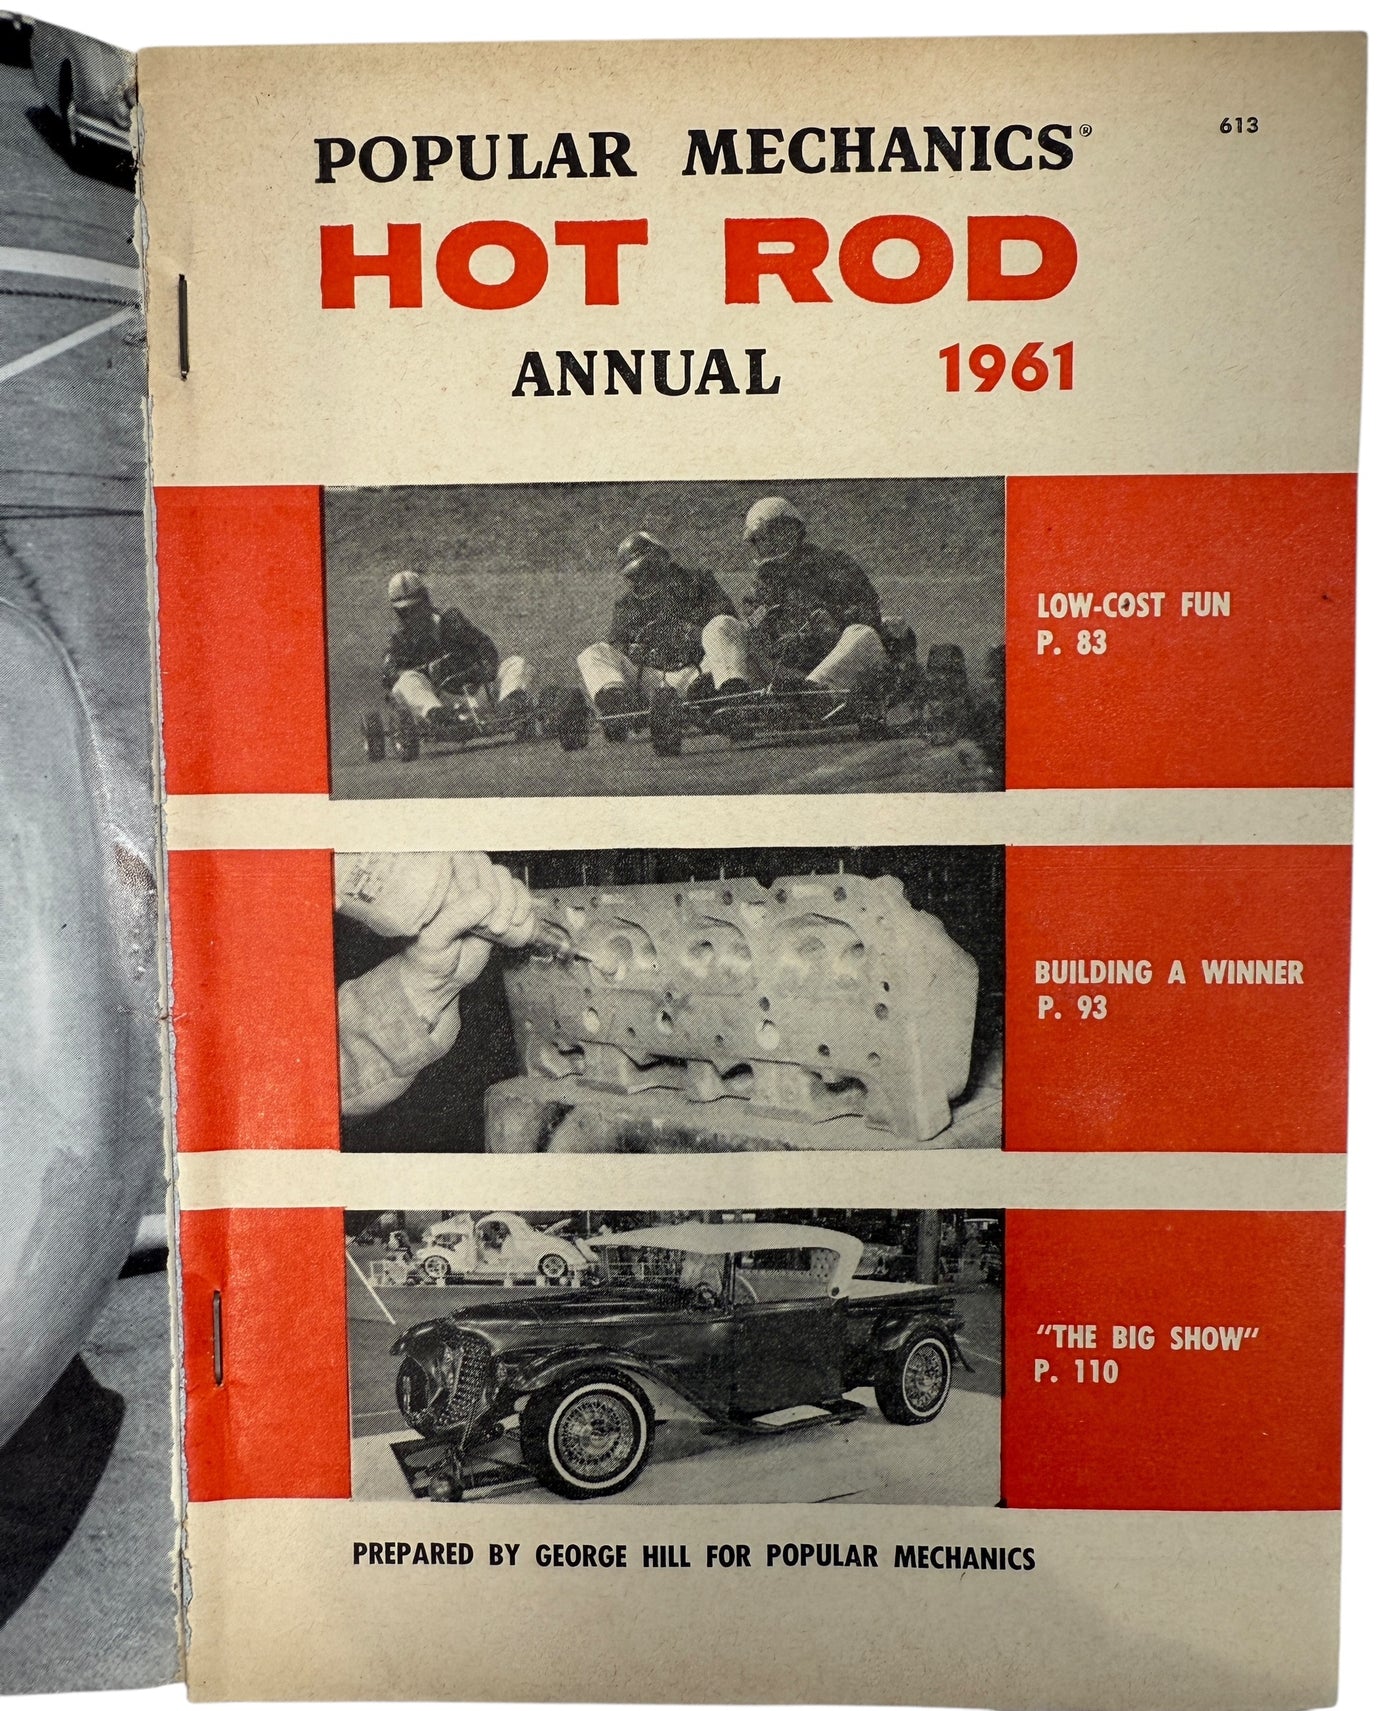 613
POPULAR MECHANICS®
HOT ROD
ANNUAL 1961
LOW-COST FUN
P. 83
BUILDING A WINNER
P. 93
"THE BIG SHOW"
P. 110
PREPARED BY GEORGE HILL FOR POPULAR MECHANICS